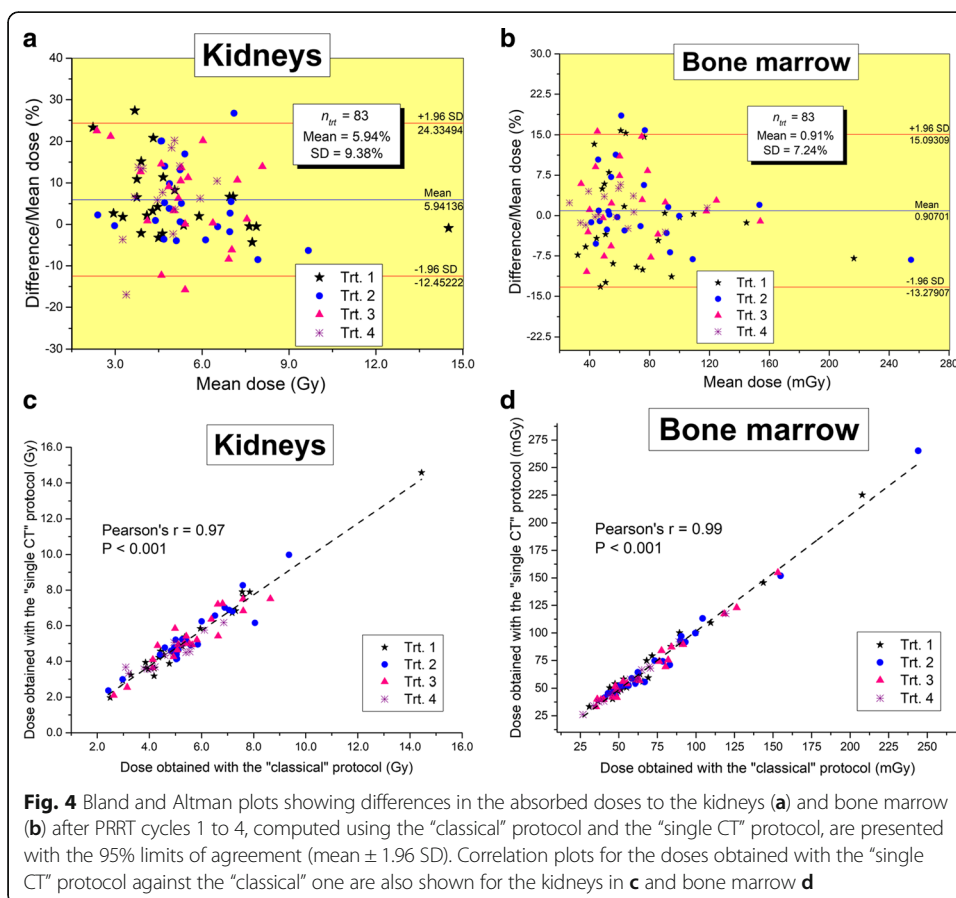 a
Kidneys
40
30
20
10
0
-10
-20
-30
Difference/Mean dose (%)
n trt = 83
Mean = 5.94%
SD = 9.38%
+1.96 SD
24.33494
Mean
5.94136
-1.96 SD
-12.45222
Trt. 1
Trt. 2
Trt. 3
Trt. 4
3.0 6.0 9.0 12.0 15.0
Mean dose (Gy)
b
Bone marrow
30.0
22.5
15.0
7.5
0.0
-7.5
-15.0
-22.5
Difference/Mean dose (%)
n trt = 83
Mean = 0.91%
SD = 7.24%
+1.96 SD
15.09309
Mean
0.90701
-1.96 SD
-13.27907
Trt. 1
Trt. 2
Trt. 3
Trt. 4
40 80 120 160 200 240 280
Mean dose (mGy)
c
Kidneys
16.0
14.0
12.0
10.0
8.0
6.0
4.0
2.0
0.0
Dose obtained with the "single CT" protocol (Gy)
Pearson's r = 0.97
P < 0.001
Trt. 1
Trt. 2
Trt. 3
Trt. 4
2.0 4.0 6.0 8.0 10.0 12.0 14.0 16.0
Dose obtained with the "classical" protocol (Gy)
d
Bone marrow
275
250
225
200
175
150
125
100
75
50
25
Dose obtained with the "single CT" protocol (mGy)
Pearson's r = 0.99
P < 0.001
Trt. 1
Trt. 2
Trt. 3
Trt. 4
25 50 75 100 125 150 175 200 225 250
Dose obtained with the "classical" protocol (mGy)
Fig. 4 Bland and Altman plots showing differences in the absorbed doses to the kidneys (a) and bone marrow
(b) after PRRT cycles 1 to 4, computed using the “classical” protocol and the “single CT” protocol, are presented
with the 95% limits of agreement (mean ± 1.96 SD). Correlation plots for the doses obtained with the “single
CT” protocol against the “classical” one are also shown for the kidneys in c and bone marrow d